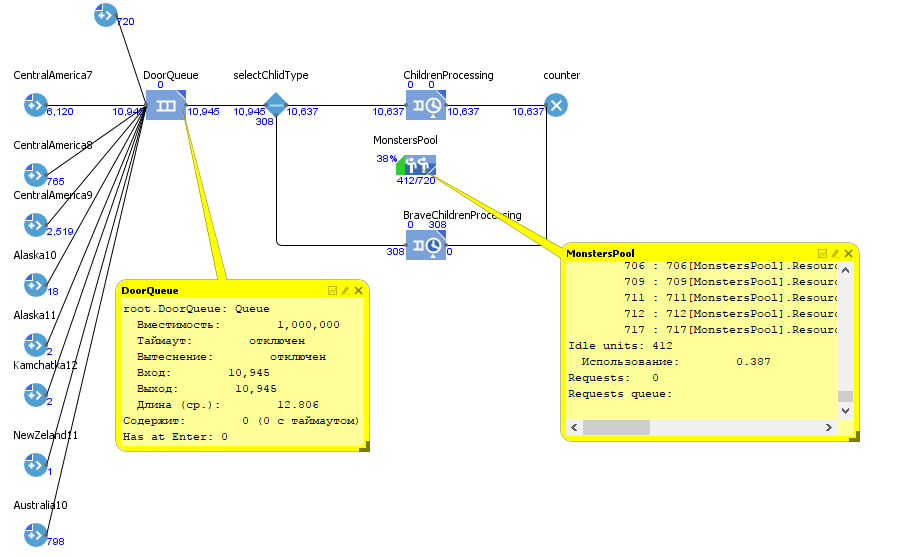 720
CentralAmerica7
DoorQueue
selectChlidType
ChildrenProcessing
counter
0
0 0
6,120
10,945
10,945
10,945
10,637
10,637
10,637
10,637
308
CentralAmerica8
MonstersPool
38%
765
412/720
CentralAmerica9
BraveChildrenProcessing
2,519
0 308
308
0
Alaska10
18
Alaska11
2
Kamchatka12
2
NewZeland11
1
Australia10
798
DoorQueue
root.DoorQueue: Queue
Вместимость: 1,000,000
Таймаут: отключен
Вытеснение: отключен
Вход: 10,945
Выход: 10,945
Длина (ср.): 12.806
Содержит: 0 (0 с таймаутом)
Has at Enter: 0
MonstersPool
706 : 706[MonstersPool].Resourc
709 : 709[MonstersPool].Resourc
711 : 711[MonstersPool].Resourc
712 : 712[MonstersPool].Resourc
717 : 717[MonstersPool].Resourc
Idle units: 412
Использование: 0.387
Requests: 0
Requests queue: